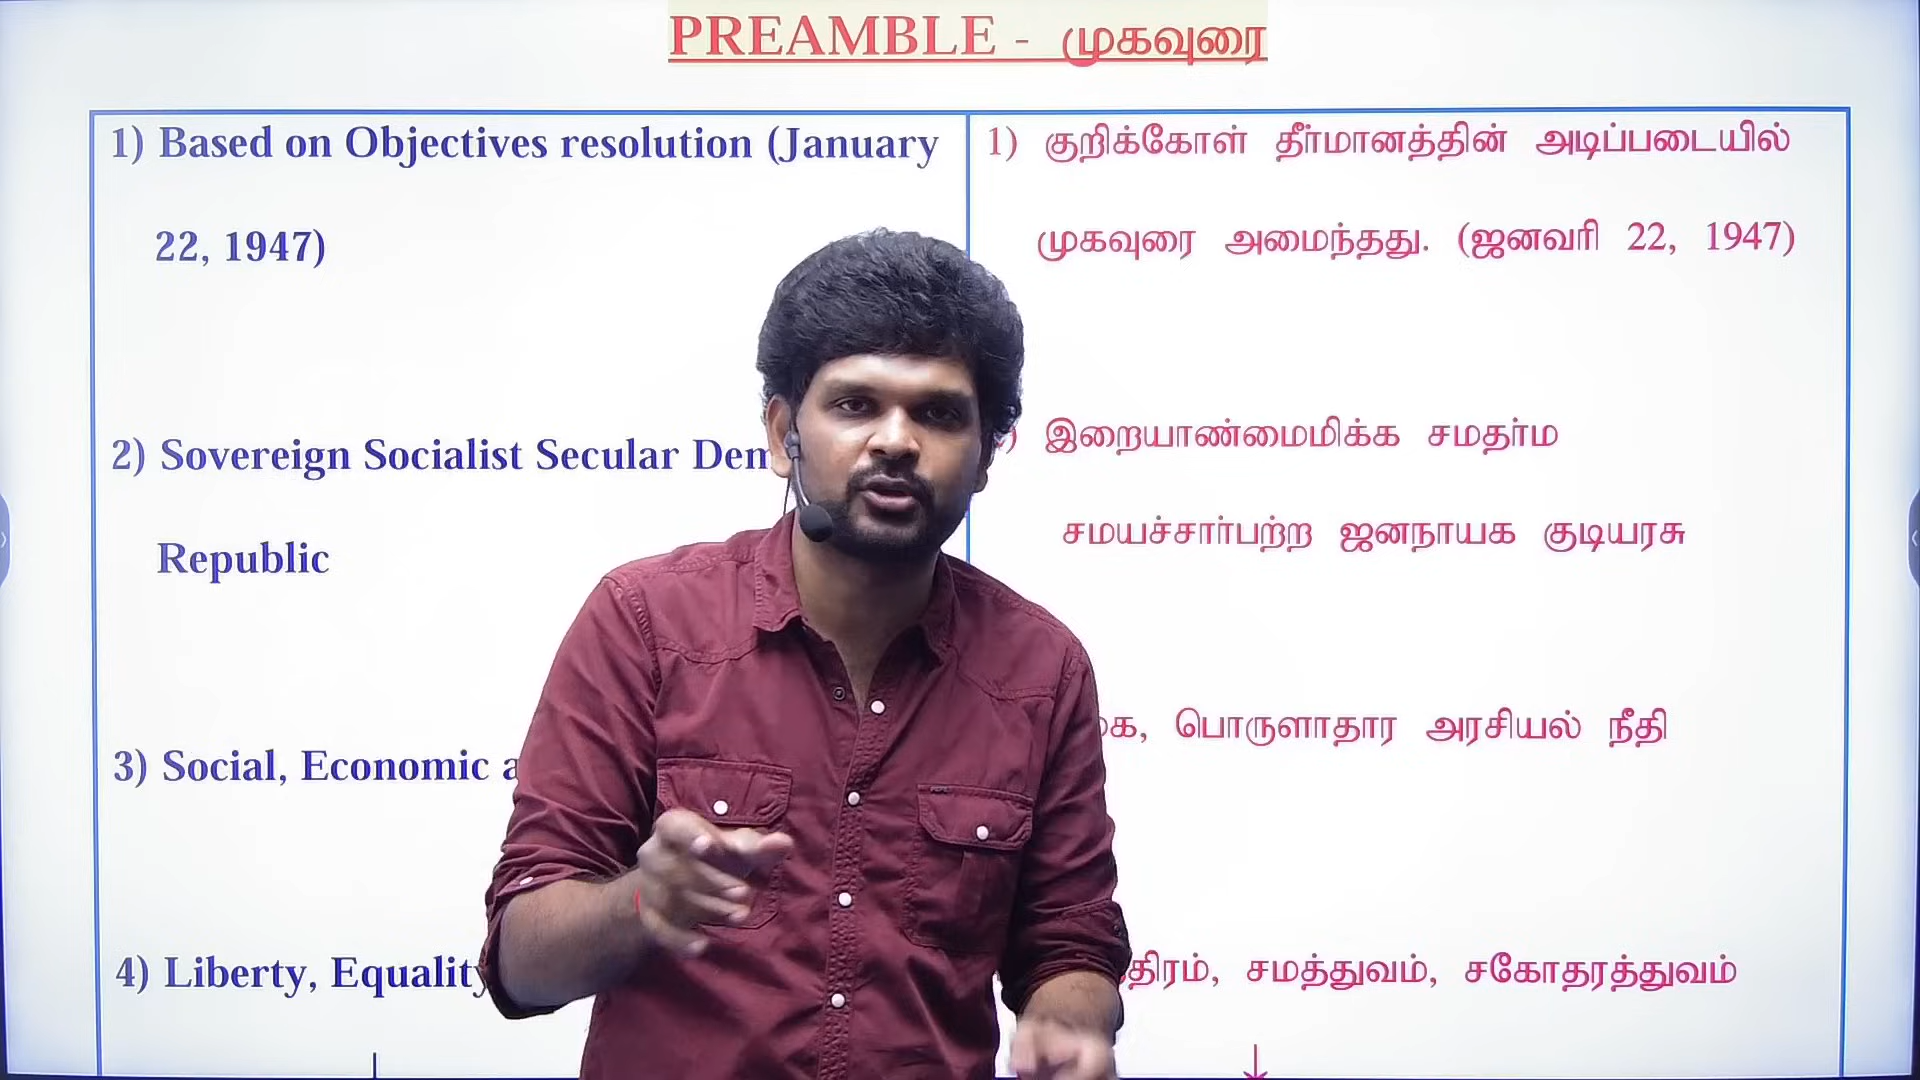 PREAMBLE - முகவுரை
1) Based on Objectives resolution (January
22, 1947)
2) Sovereign Socialist Secular
Republic
3) Social, Economic
4) Liberty, Equality
1) குறிக்கோள் தீர்மானத்தின் அடிப்படையில்
முகவுரை அமைந்தது. (ஜனவரி 22, 1947)
இறையாண்மைமிக்க சமதர்ம
சமயச்சார்பற்ற ஜனநாயக குடியரசு
பொருளாதார அரசியல் நீதி
சமத்துவம், சகோதரத்துவம்